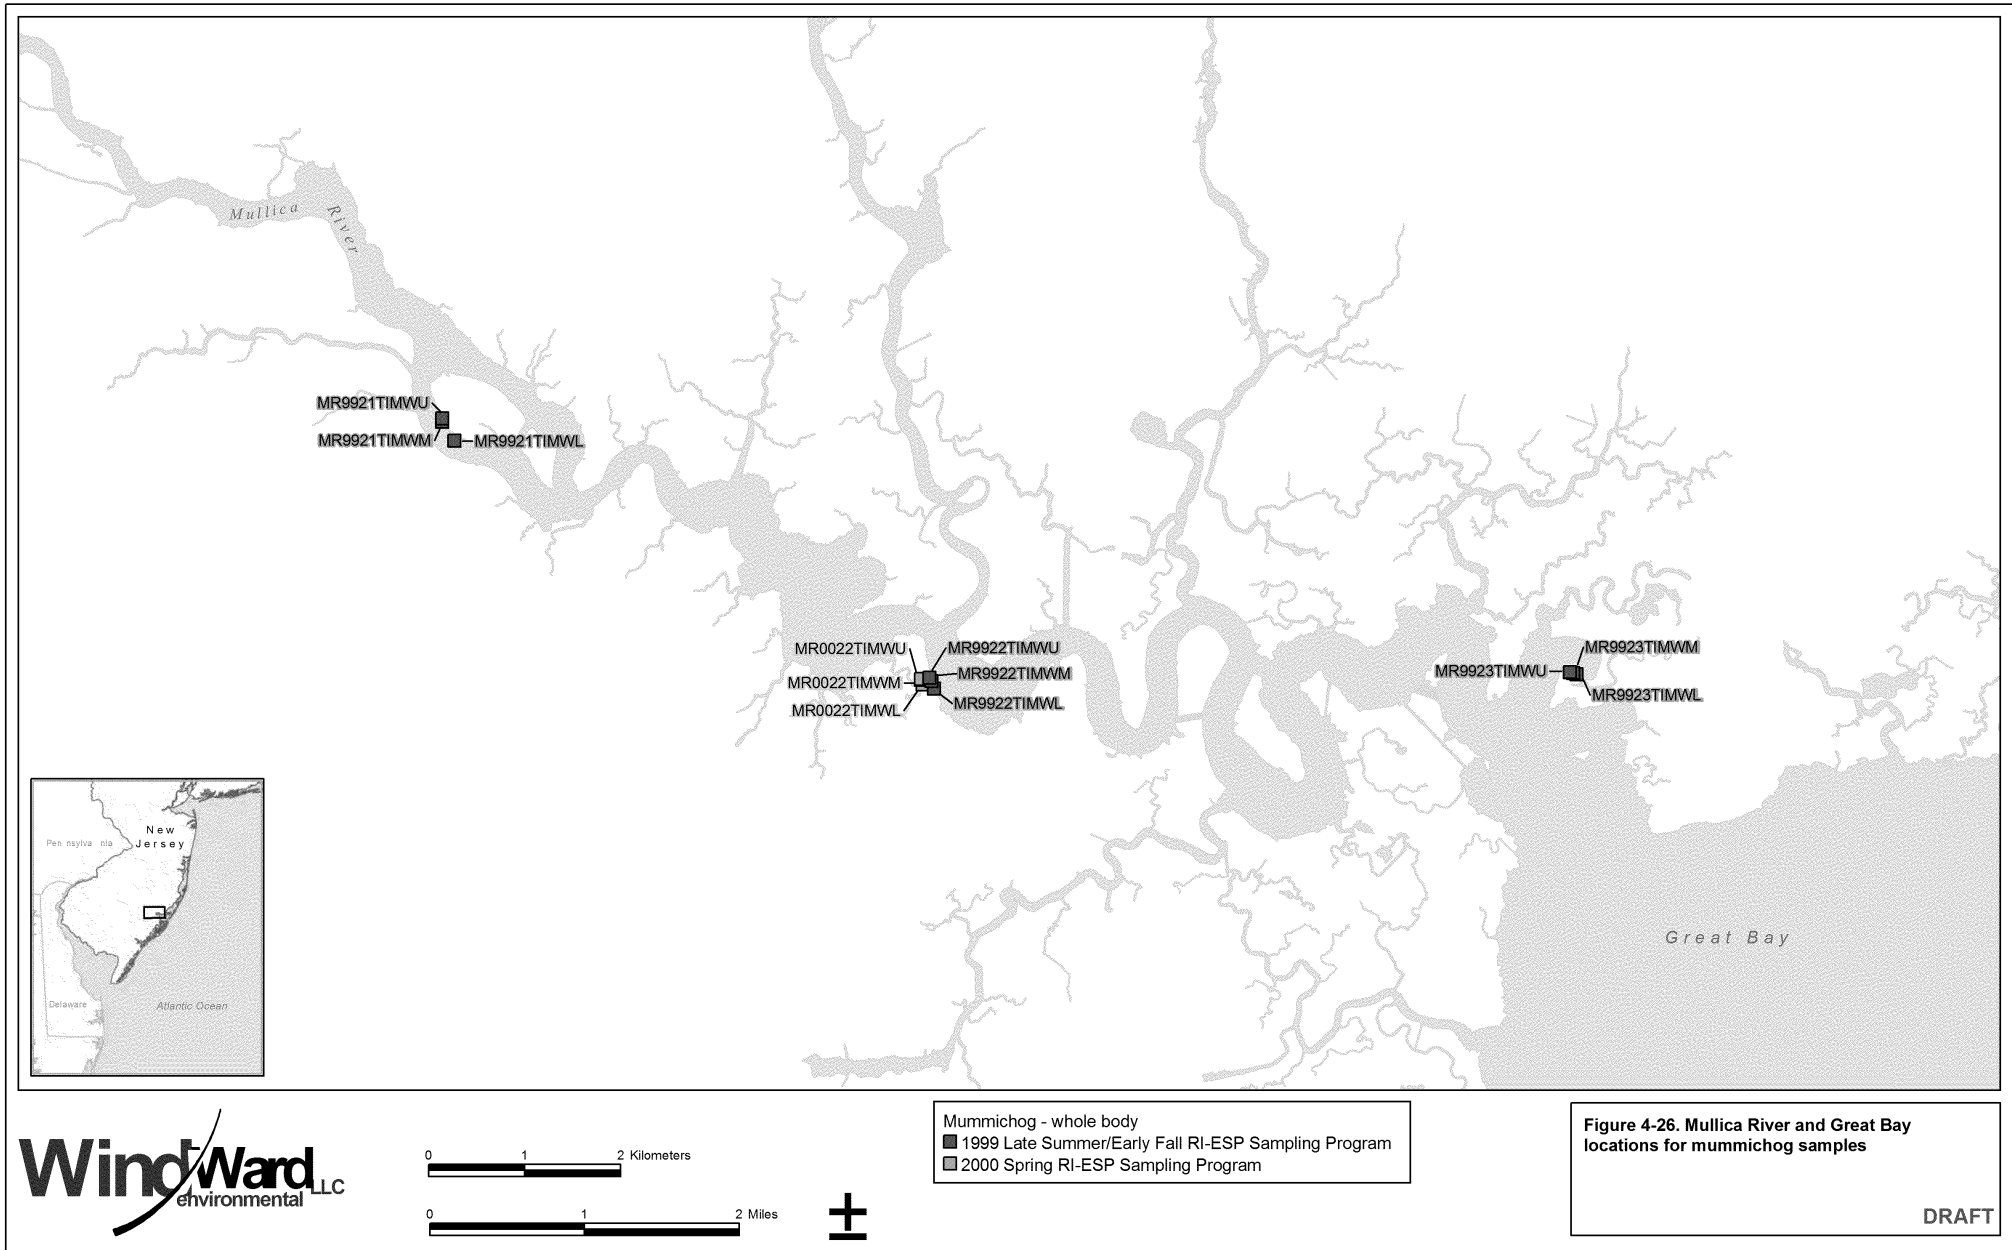 Mullica
River
MR9921TIMWU
MR9921TIMWM
MR9921TIMWL
MR0022TIMWU
MR9922TIMWU
MR9922TIMWM
MR0022TIMWM
MR9922TIMWL
MR0022TIMWL
MR9923TIMWM
MR9923TIMWU
MR9923TIMWL
Great Bay
New
Jersey
Pennsylvania
Delaware
Atlantic Ocean
WindWard
environmental LLC
0 1 2 Kilometers
0 1 2 Miles
Mummichog - whole body
1999 Late Summer/Early Fall RI-ESP Sampling Program
2000 Spring RI-ESP Sampling Program
Figure 4-26. Mullica River and Great Bay
locations for mummichog samples
DRAFT